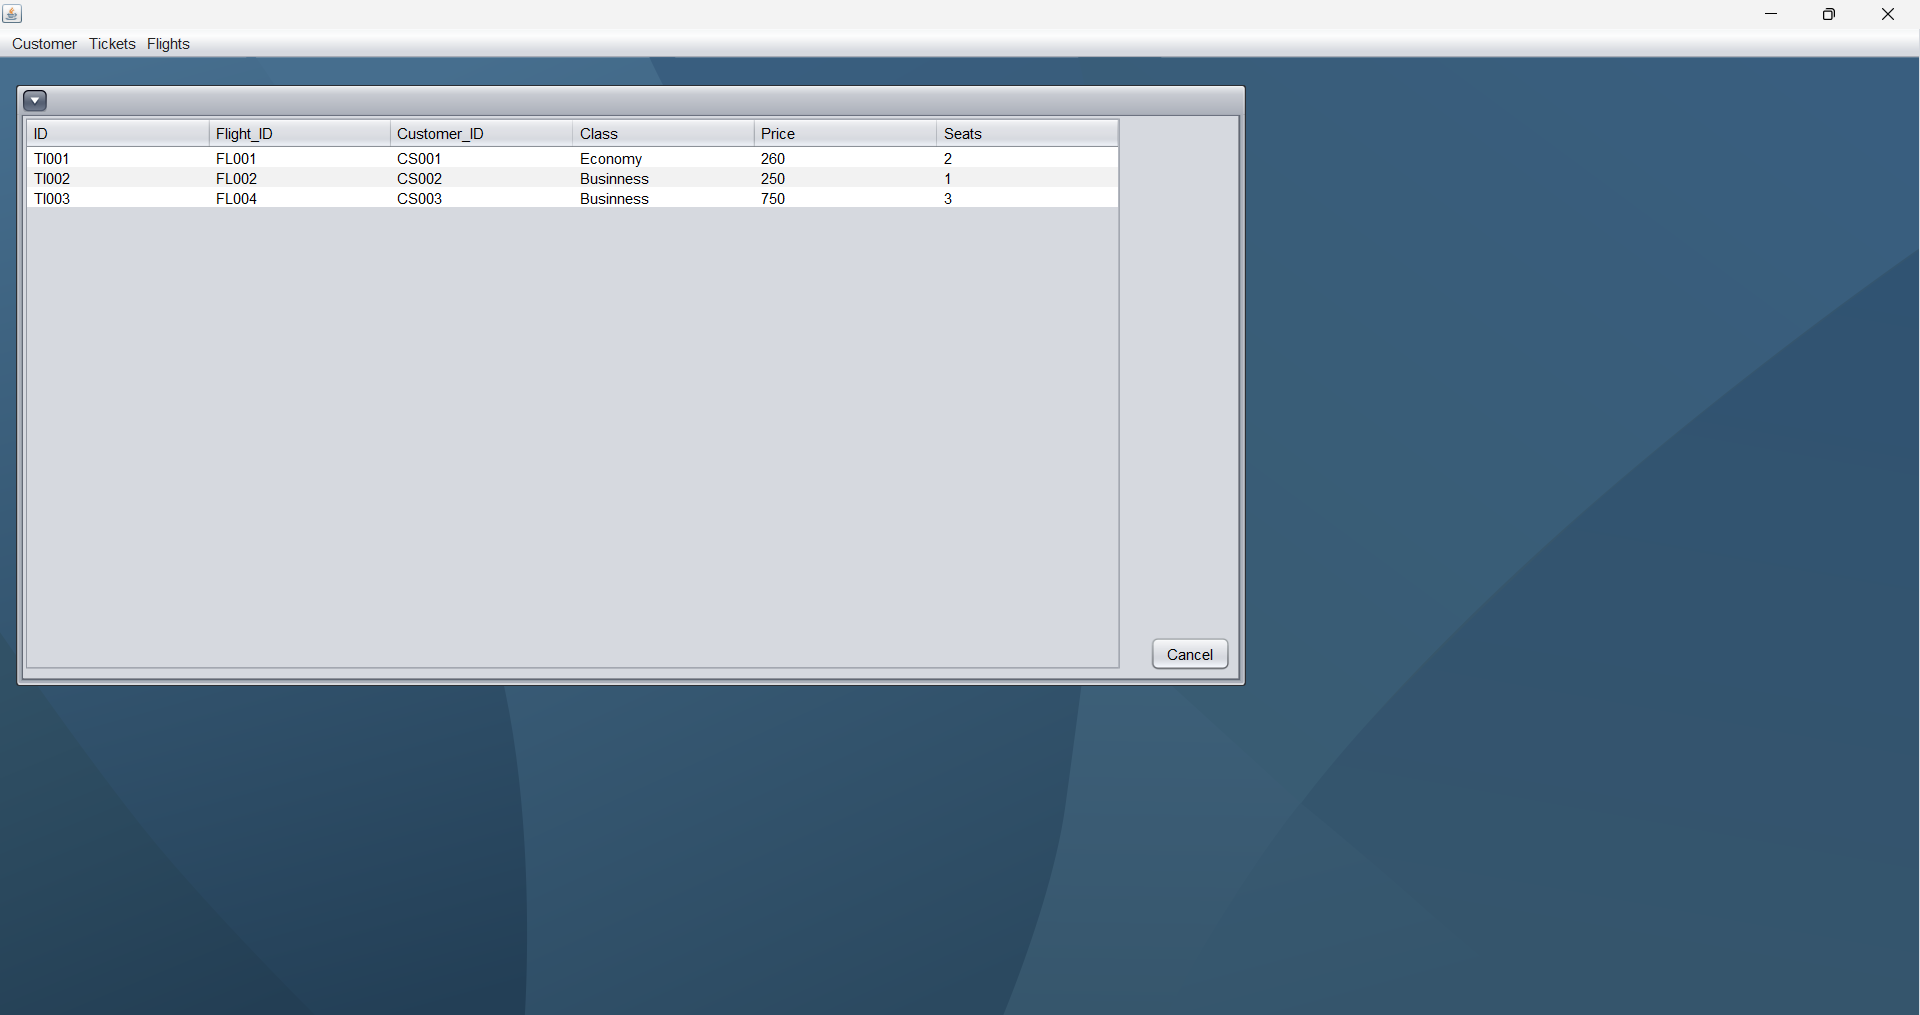 Customer Tickets Flights
ID Flight_ID Customer_ID Class Price Seats
TI001 FL001 CS001 Economy 260 2
TI002 FL002 CS002 Businness 250 1
TI003 FL004 CS003 Businness 750 3
Cancel